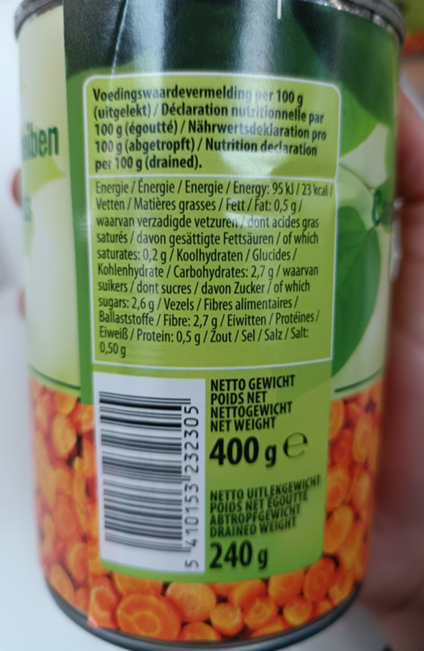 eiben
Voedingswaardevermelding per 100 g
(uitgelekt) / Déclaration nutritionnelle par
100 g (égoutté) / Nährwertsdeklaration pro
100 g (abgetropft) / Nutrition declaration
per 100 g (drained).
Energie / Énergie / Energie / Energy: 95 kJ / 23 kcal /
Vetten / Matières grasses / Fett / Fat: 0,5 g /
waarvan verzadigde vetzuren / dont acides gras
saturés / davon gesättigte Fettsäuren / of which
saturates: 0,2 g / Koolhydraten / Glucides /
Kohlenhydrate / Carbohydrates: 2,7 g / waarvan
suikers / dont sucres / davon Zucker / of which
sugars: 2,6 g / Vezels / Fibres alimentaires /
Ballaststoffe / Fibre: 2,7 g / Eiwitten / Protéines /
Eiweiß / Protein: 0,5 g / Zout / Sel / Salz / Salt:
0,50 g
NETTO GEWICHT
POIDS NET
NETTOGEWICHT
NET WEIGHT
400 g ℮
NETTO UITLEKGEWICHT
POIDS NET ÉGOUTTÉ
ABTROPFGEWICHT
DRAINED WEIGHT
240 g
5 410153 232305